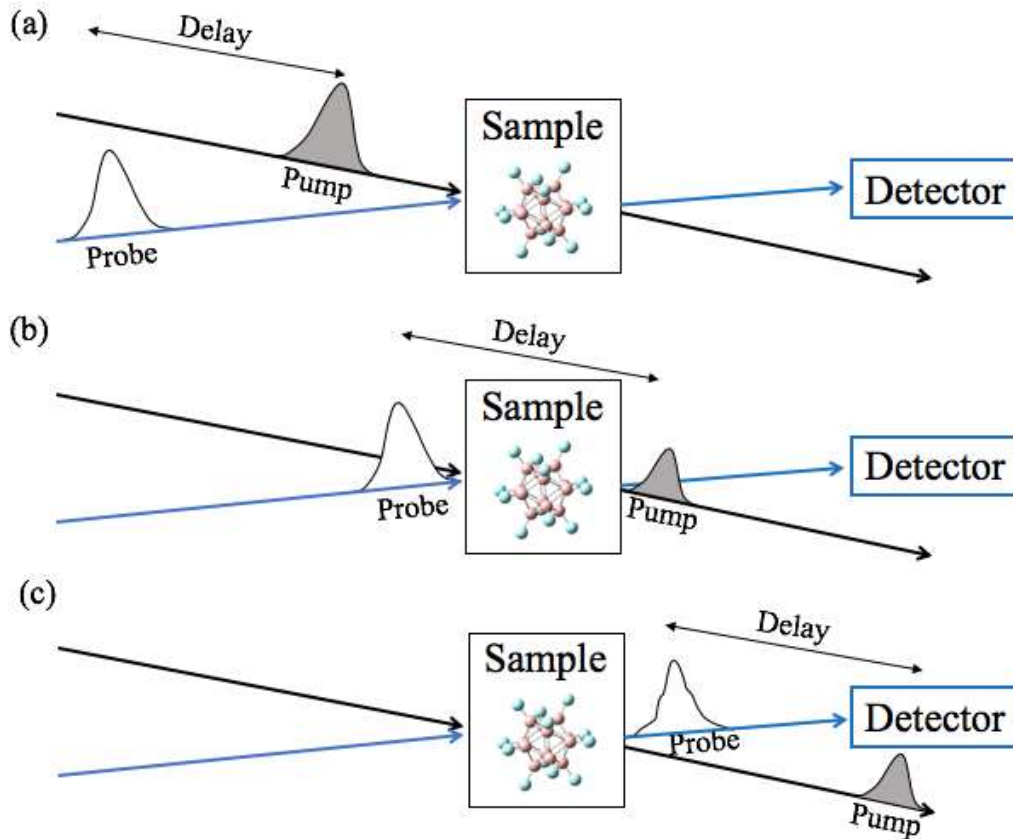 (a)
Delay
Sample
Pump
Probe
Detector
(b)
Delay
Sample
Probe
Pump
Detector
(c)
Delay
Sample
Probe
Detector
Pump